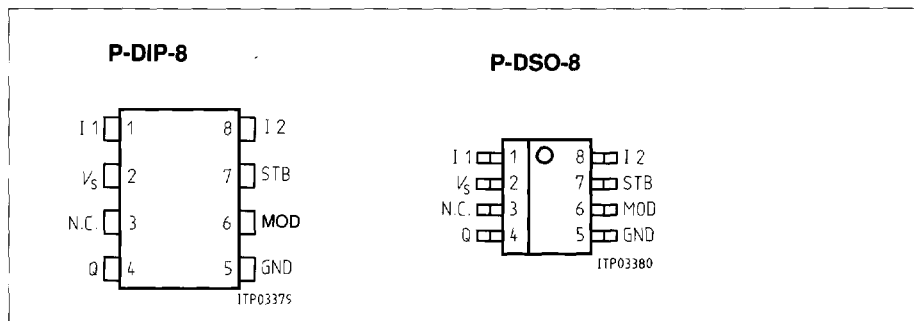 P-DIP-8
I 1 1 8 I 2
Vs 2 7 STB
N.C. 3 6 MOD
Q 4 5 GND
ITP03379
P-DSO-8
I 1 1 8 I 2
Vs 2 7 STB
N.C. 3 6 MOD
Q 4 5 GND
ITP03380